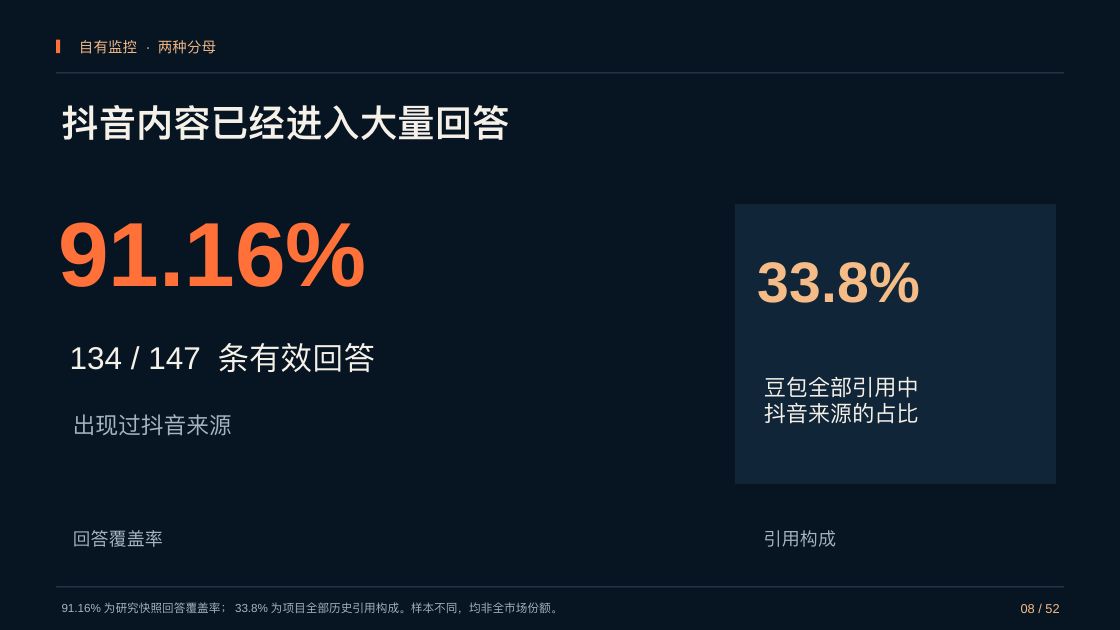 自有监控 · 两种分母
抖音内容已经进入大量回答
91.16%
134 / 147 条有效回答
出现过抖音来源
回答覆盖率
33.8%
豆包全部引用中
抖音来源的占比
引用构成
91.16% 为研究快照回答覆盖率； 33.8% 为项目全部历史引用构成。样本不同，均非全市场份额。
08 / 52